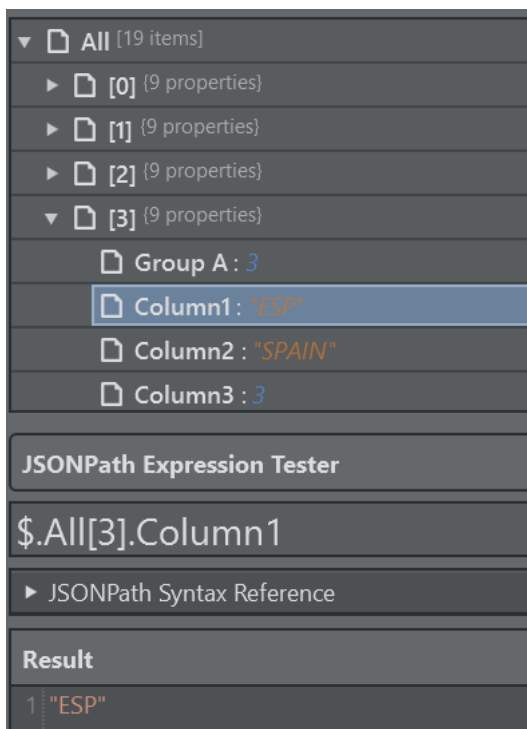 All [19 items]
[0] {9 properties}
[1] {9 properties}
[2] {9 properties}
[3] {9 properties}
Group A : 3
Column1 : "ESP"
Column2 : "SPAIN"
Column3 : 3
JSONPath Expression Tester
$.All[3].Column1
JSONPath Syntax Reference
Result
1 "ESP"